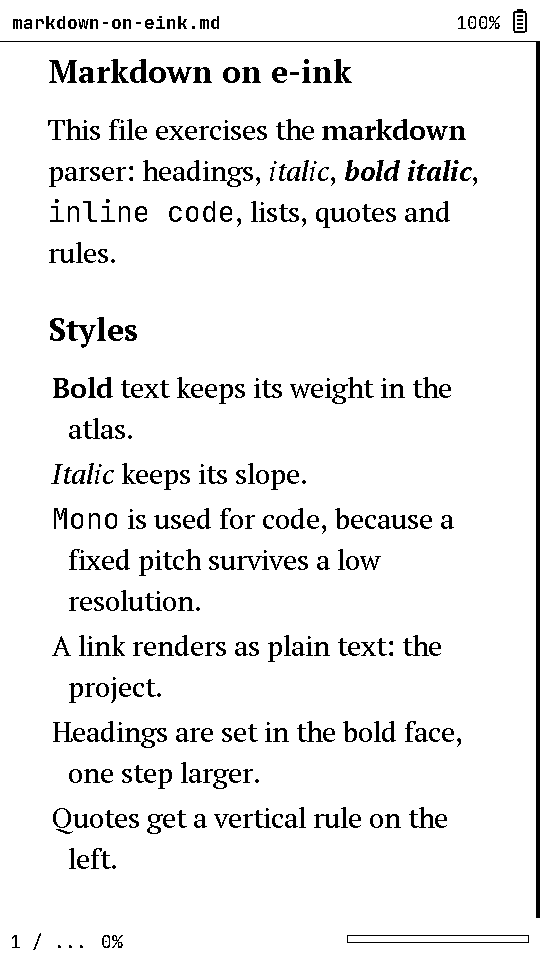 markdown-on-eink.md 100%
Markdown on e-ink
This file exercises the markdown
parser: headings, italic, bold italic,
inline code, lists, quotes and
rules.
Styles
Bold text keeps its weight in the
atlas.
Italic keeps its slope.
Mono is used for code, because a
fixed pitch survives a low
resolution.
A link renders as plain text: the
project.
Headings are set in the bold face,
one step larger.
Quotes get a vertical rule on the
left.
1 / ... 0%